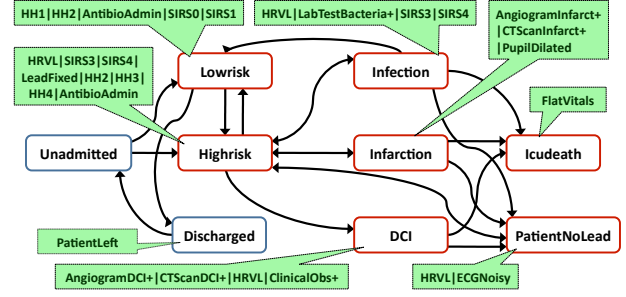 HH1|HH2|AntibioAdmin|SIRS0|SIRS1
HRVL|LabTestBacteria+|SIRS3|SIRS4
AngiogramInfarct+
|CTScanInfarct+
|PupilDilated
HRVL|SIRS3|SIRS4|
LeadFixed|HH2|HH3|
HH4|AntibioAdmin
Lowrisk
Infection
FlatVitals
Unadmitted
Highrisk
Infarction
Icudeath
PatientLeft
Discharged
DCI
PatientNoLead
AngiogramDCI+|CTScanDCI+|HRVL|ClinicalObs+
HRVL|ECGNoisy